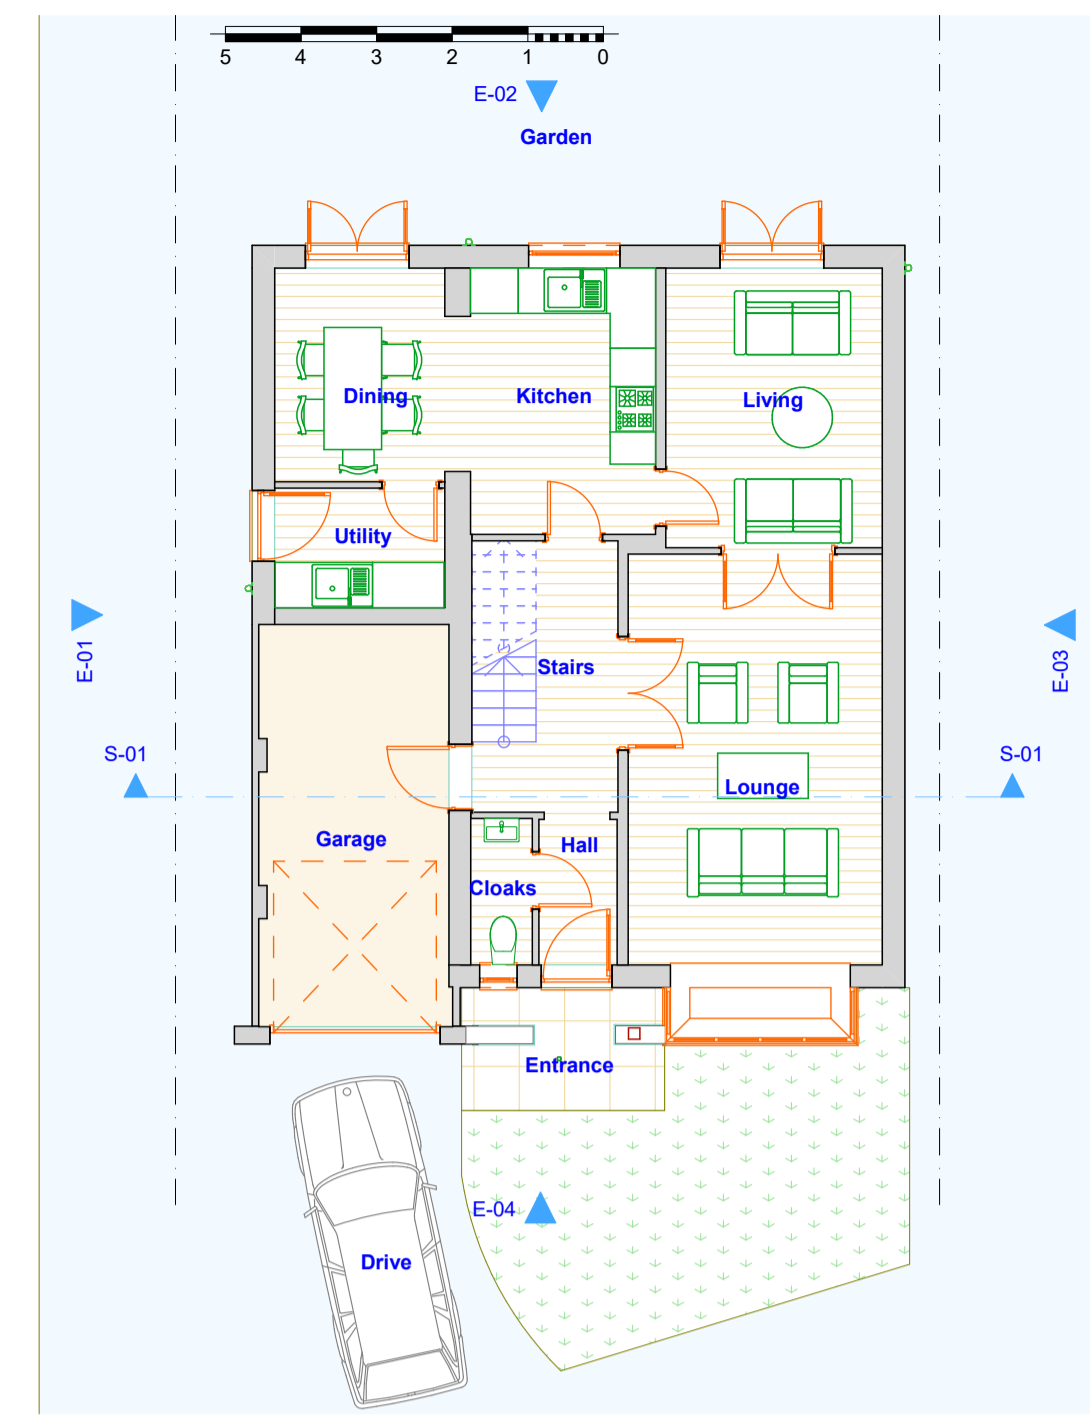 5 4 3 2 1 0
E-02
Garden
Dining
Kitchen
Living
Utility
E-01
E-03
Stairs
S-01
S-01
Lounge
Garage
Hall
Cloaks
Entrance
E-04
Drive